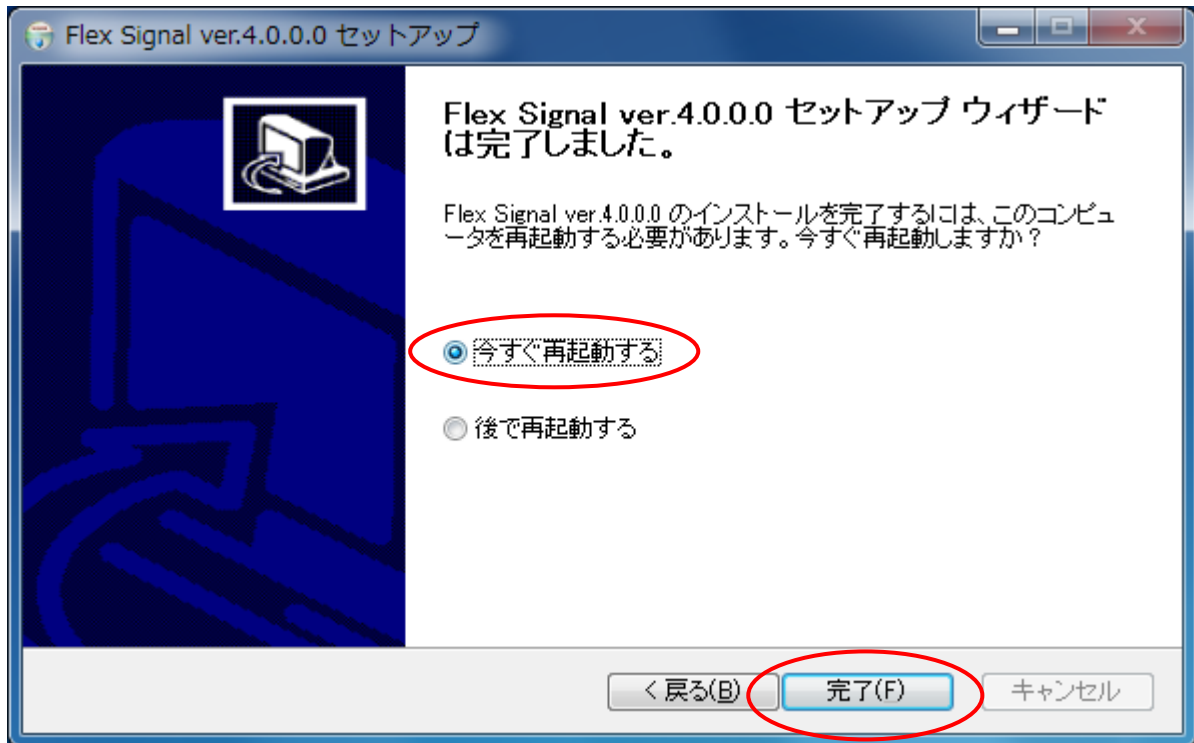 Flex Signal ver.4.0.0.0 セットアップ
Flex Signal ver.4.0.0.0 セットアップ ウィザード
は完了しました。
Flex Signal ver.4.0.0.0 のインストールを完了するには、このコンピュ
ータを再起動する必要があります。今すぐ再起動しますか？
今すぐ再起動する
後で再起動する
< 戻る(B)
完了(F)
キャンセル